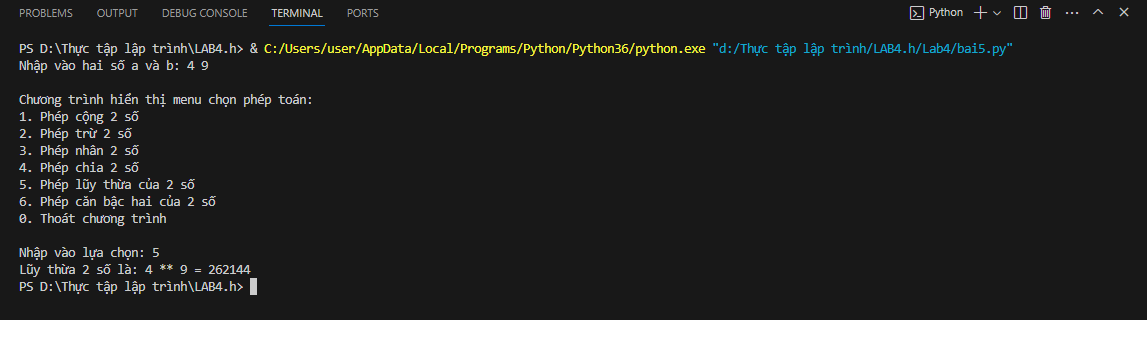 PROBLEMS OUTPUT DEBUG CONSOLE TERMINAL PORTS Python
PS D:\Thực tập lập trình\LAB4.h> & C:/Users/user/AppData/Local/Programs/Python/Python36/python.exe "d:/Thực tập lập trình/LAB4.h/Lab4/bai5.py"
Nhập vào hai số a và b: 4 9
Chương trình hiển thị menu chọn phép toán:
1. Phép cộng 2 số
2. Phép trừ 2 số
3. Phép nhân 2 số
4. Phép chia 2 số
5. Phép lũy thừa của 2 số
6. Phép căn bậc hai của 2 số
0. Thoát chương trình
Nhập vào lựa chọn: 5
Lũy thừa 2 số là: 4 ** 9 = 262144
PS D:\Thực tập lập trình\LAB4.h>